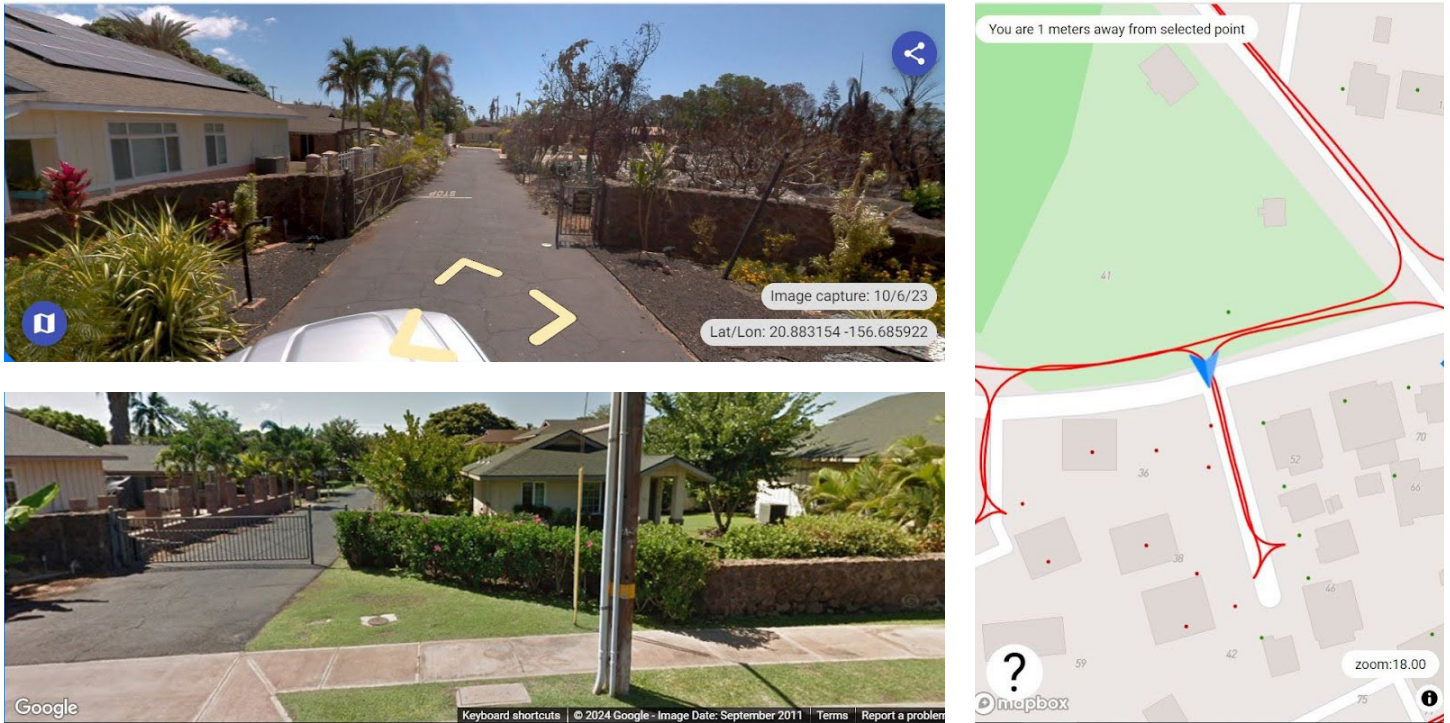 STOP
Image capture: 10/6/23
Lat/Lon: 20.883154 -156.685922
Google
Keyboard shortcuts
© 2024 Google - Image Date: September 2011
Terms
Report a problem
You are 1 meters away from selected point
41
36
52
70
66
38
46
42
59
75
?
zoom:18.00
mapbox